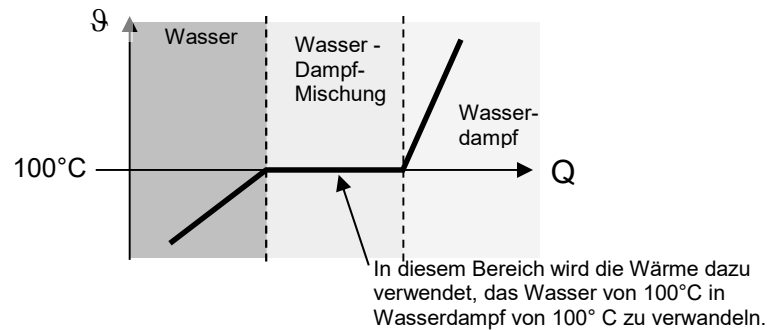 ϑ
Wasser
Wasser -
Dampf-
Mischung
Wasser-
dampf
100°C
Q
In diesem Bereich wird die Wärme dazu
verwendet, das Wasser von 100°C in
Wasserdampf von 100° C zu verwandeln.